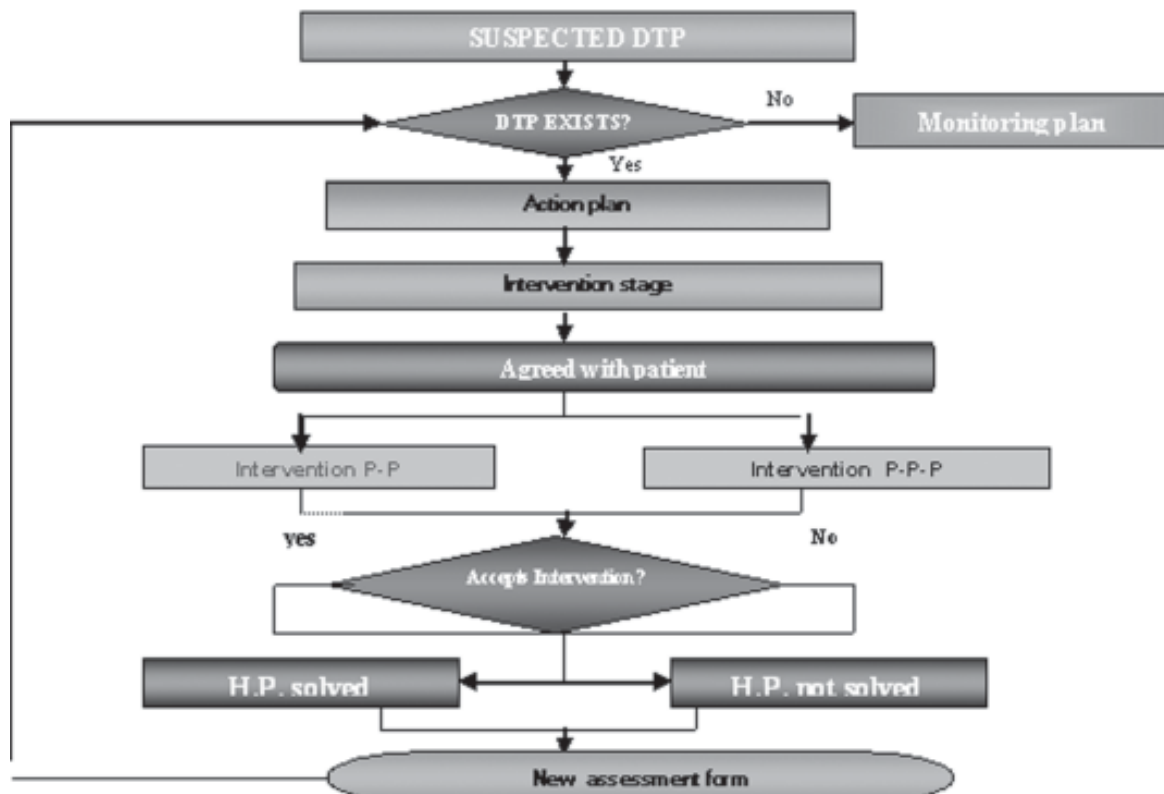 SUSPECTED DTP
No
DTP EXISTS?
Monitoring plan
Yes
Action plan
Intervention stage
Agreed with patient
Intervention P-P
Intervention P-P-P
yes
No
Accepts Intervention?
H.P. solved
H.P. not solved
New assessment form